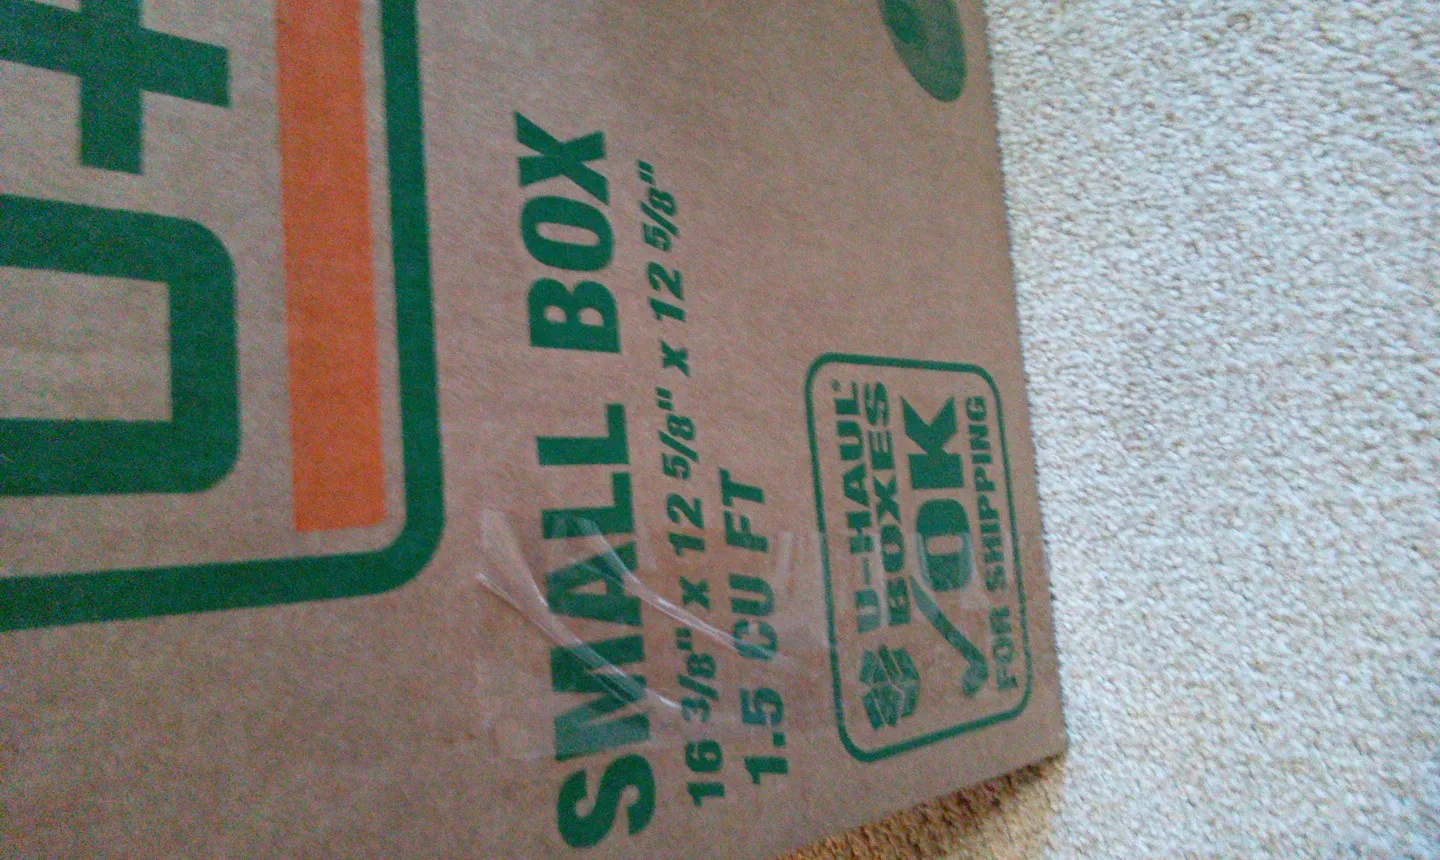 SMALL BOX
16 3/8" x 12 5/8" x 12 5/8"
1.5 CU FT
U-HAUL®
BOXES
OK
FOR SHIPPING